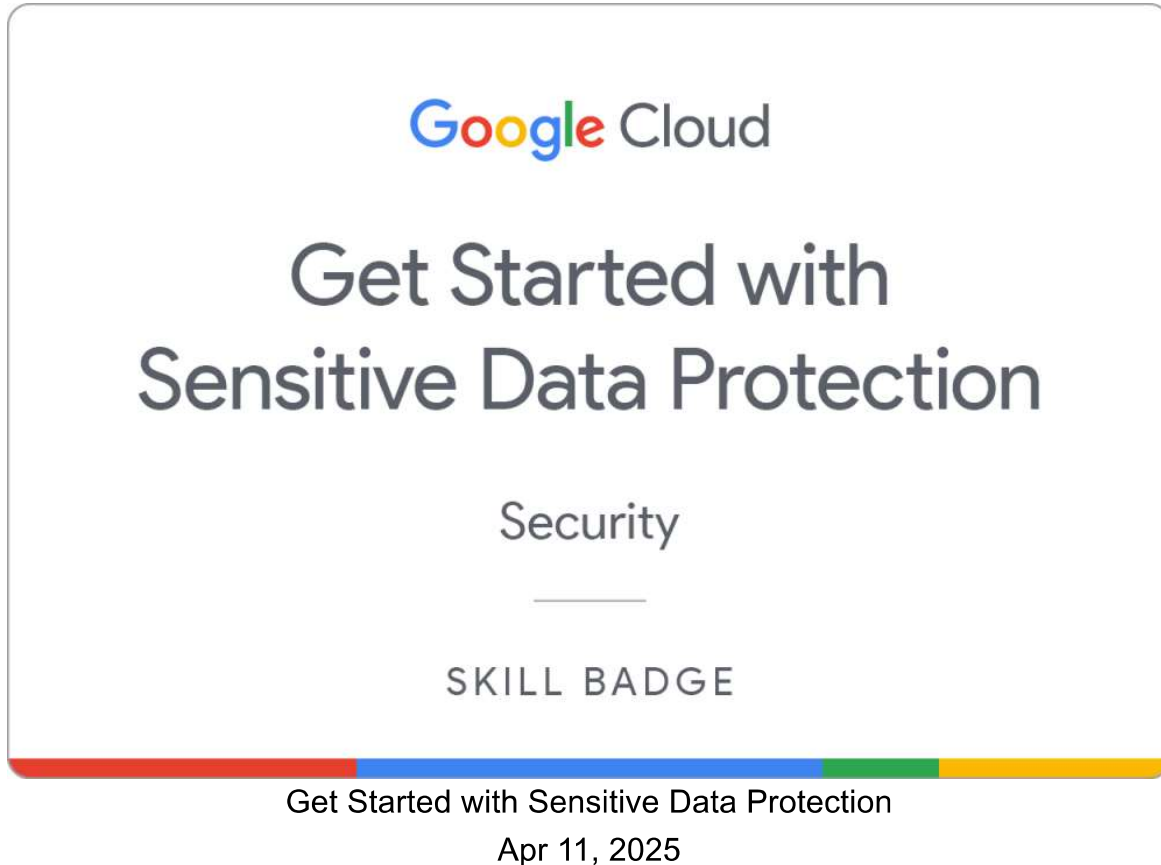 Google Cloud
Get Started with
Sensitive Data Protection
Security
SKILL BADGE
Get Started with Sensitive Data Protection
Apr 11, 2025